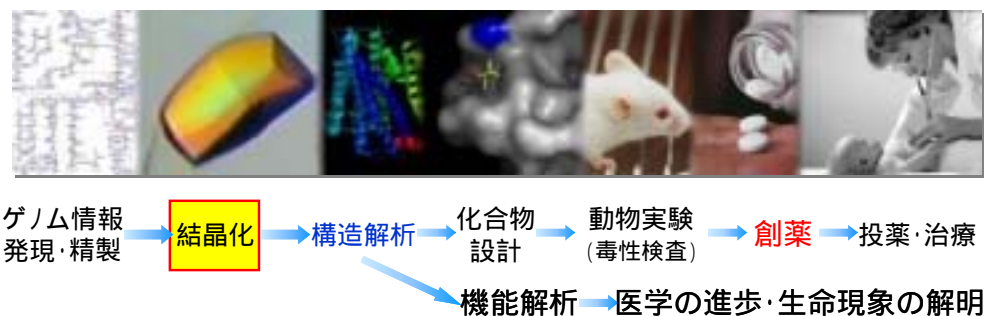 ゲノム情報
発現・精製
結晶化
構造解析
化合物
設計
動物実験
(毒性検査)
創薬
投薬・治療
機能解析
医学の進歩・生命現象の解明